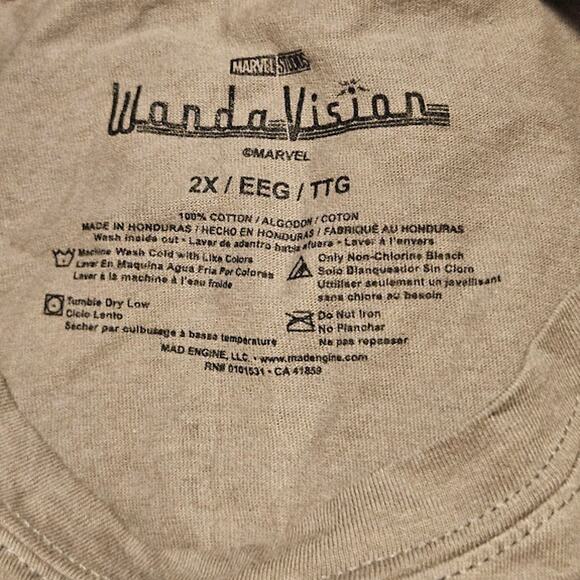 MARVEL STUDIOS
WandaVision
©MARVEL
2X / EEG / TTG
100% COTTON / ALGODON / COTON
MADE IN HONDURAS / HECHO EN HONDURAS / FABRIQUÉ AU HONDURAS
Wash inside out • Lavar de adentro hacia afuera • Laver à l'envers
Machine Wash Cold with Like Colors
Lavar En Maquina Agua Fria Por Colores
Laver à la machine à l'eau froide
Only Non-Chlorine Bleach
Solo Blanqueador Sin Cloro
Utiliser seulement un javellisant
sans chlore au besoin
Tumble Dry Low
Ciclo Lento
Sécher par culbutage à basse température
Do Not Iron
No Planchar
Ne pas repasser
MAD ENGINE, LLC. • www.madengine.com
RN# 0101631 • CA 41859